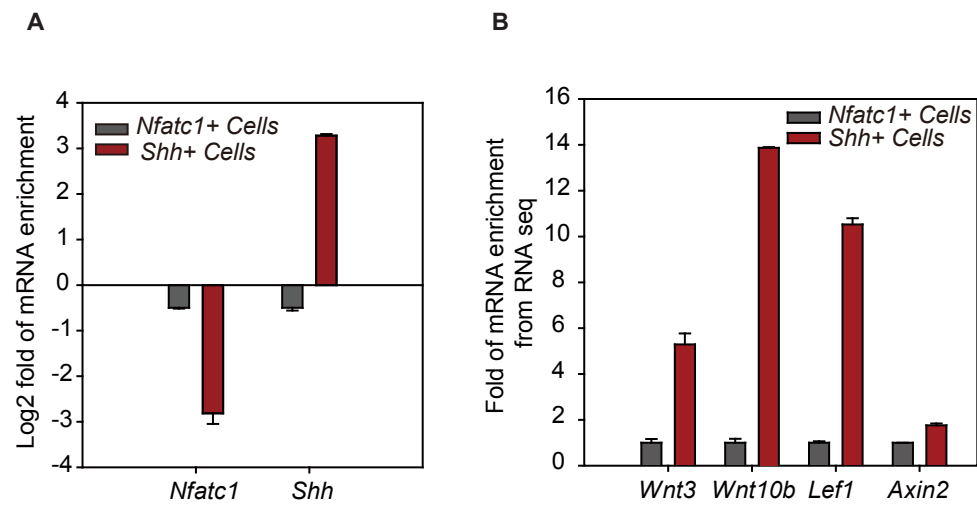 A
Log2 fold of mRNA enrichment
4
3
2
1
0
-1
-2
-3
-4
Nfatc1+ Cells
Shh+ Cells
Nfatc1 Shh
B
Fold of mRNA enrichment
from RNA seq
16
14
12
10
8
6
4
2
0
Nfatc1+ Cells
Shh+ Cells
Wnt3 Wnt10b Lef1 Axin2